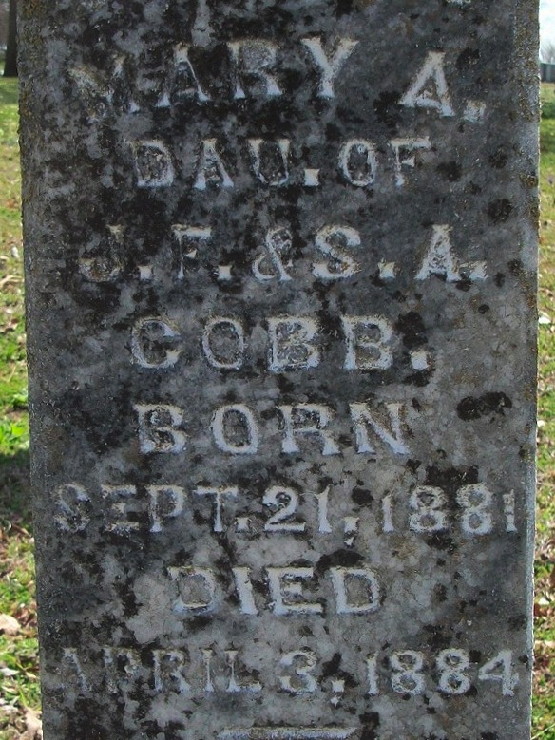 MARY A.
DAU. OF
J. F. & S. A.
COBB.
BORN
SEPT. 21, 1881
DIED
APRIL 3, 1884